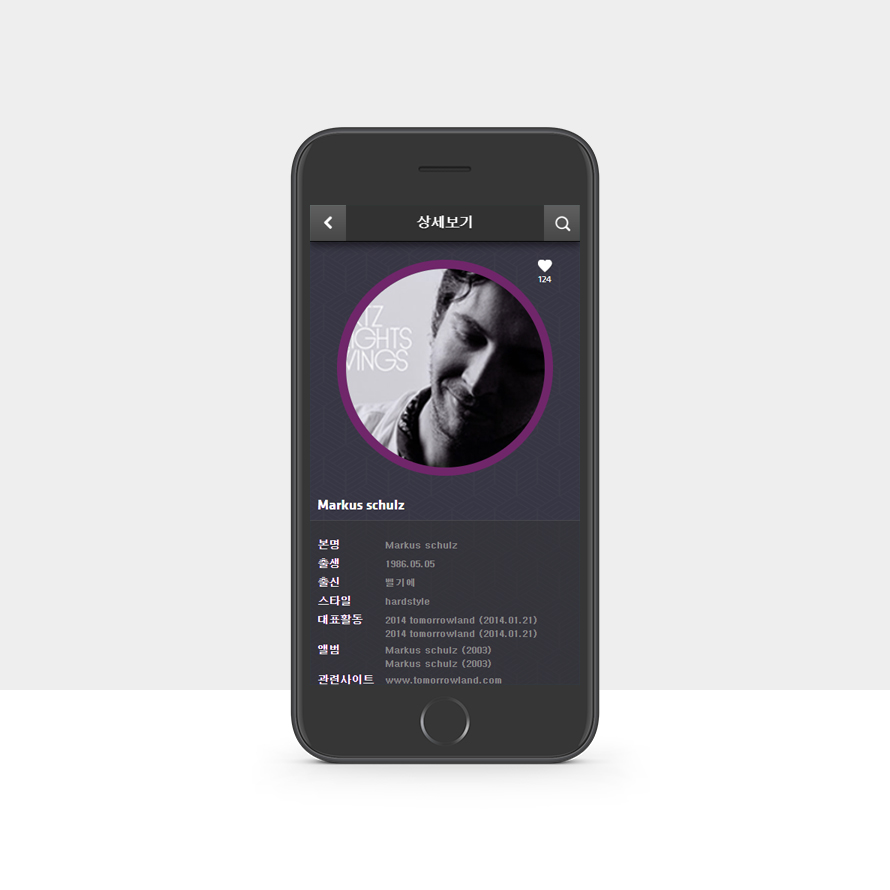 상세보기
124
RTZ
IGHTS
VINGS
Markus schulz
본명 Markus schulz
출생 1986.05.05
출신 벨기에
스타일 hardstyle
대표활동 2014 tomorrowland (2014.01.21)
2014 tomorrowland (2014.01.21)
앨범 Markus schulz (2003)
Markus schulz (2003)
관련사이트 www.tomorrowland.com